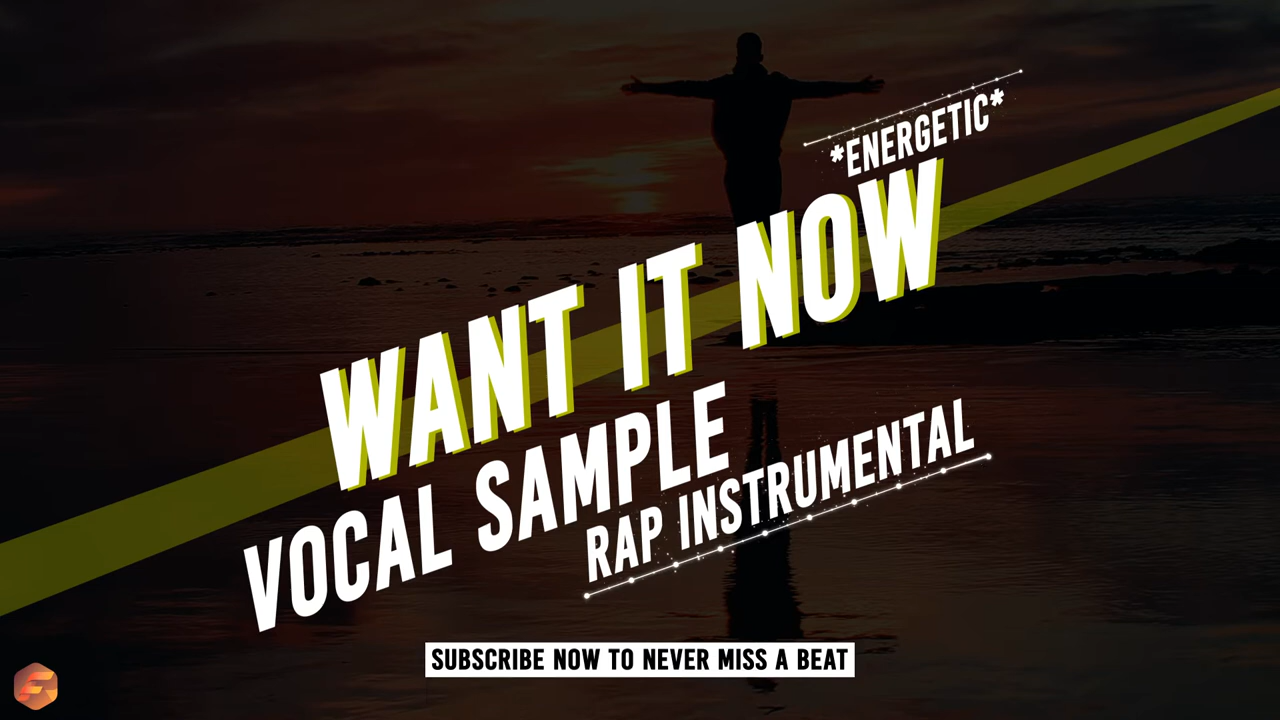 *ENERGETIC*
WANT IT NOW
VOCAL SAMPLE
RAP INSTRUMENTAL
SUBSCRIBE NOW TO NEVER MISS A BEAT